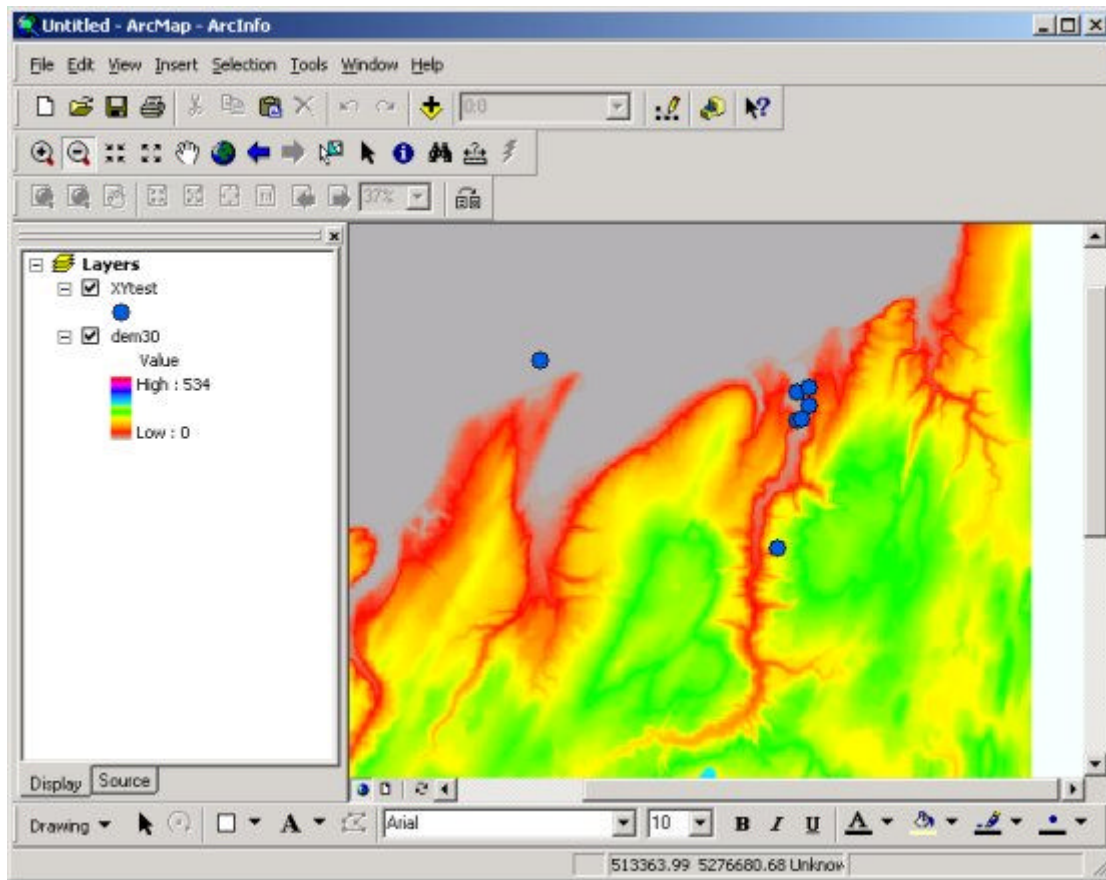 Untitled - ArcMap - ArcInfo
File Edit View Insert Selection Tools Window Help
0:0
37%
Layers
XYtest
dem30
Value
High : 534
Low : 0
Display Source
Drawing A Arial 10 B I U A
513363.99 5276680.68 Unknow